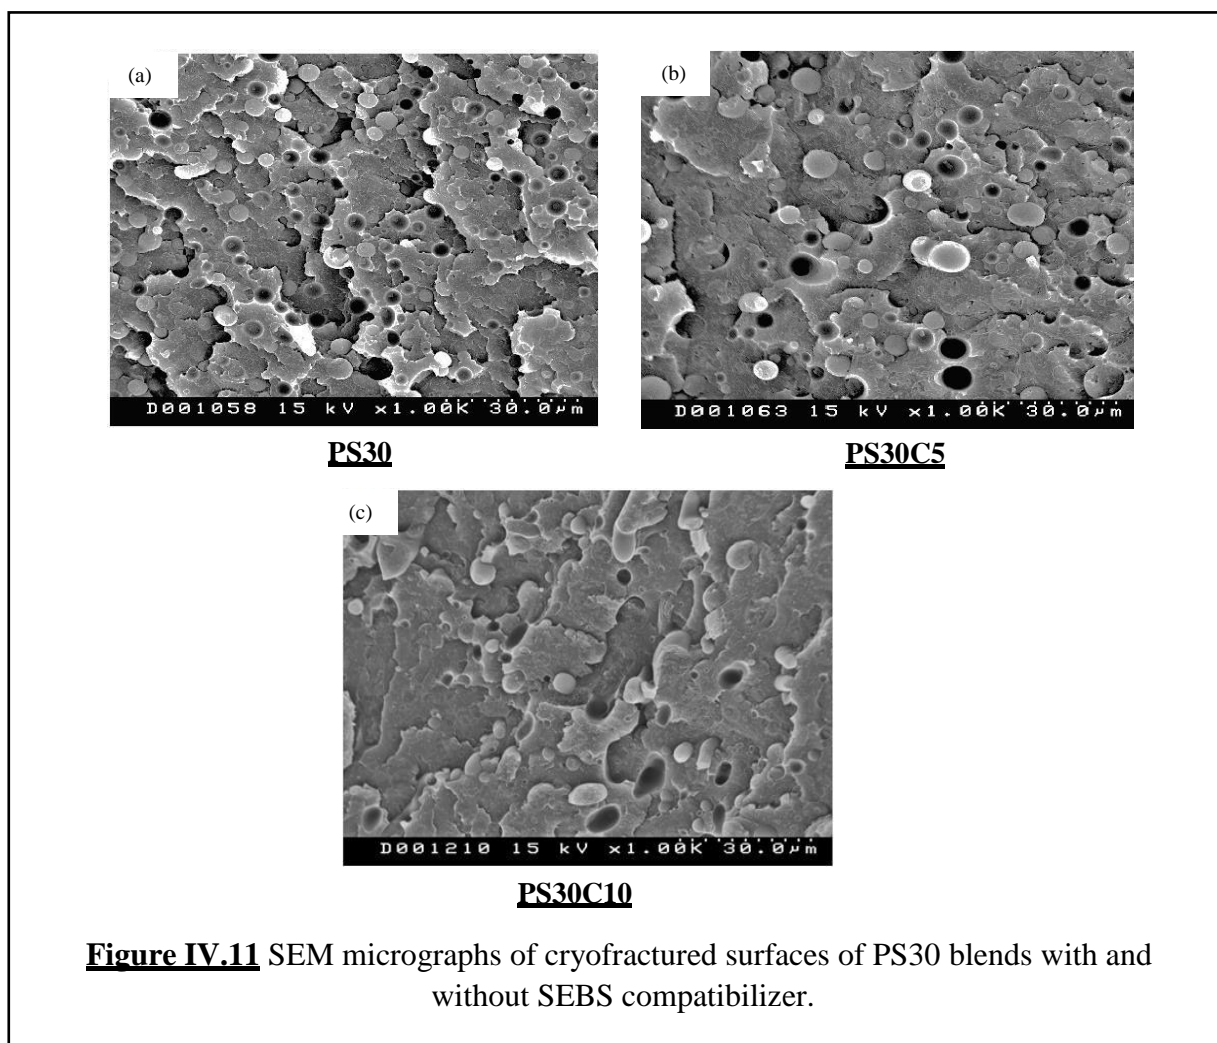 (a)
D001058 15 kV x1.00K 30.0µm
PS30
(b)
D001063 15 kV x1.00K 30.0µm
PS30C5
(c)
D001210 15 kV x1.00K 30.0µm
PS30C10
Figure IV.11 SEM micrographs of cryofractured surfaces of PS30 blends with and
without SEBS compatibilizer.